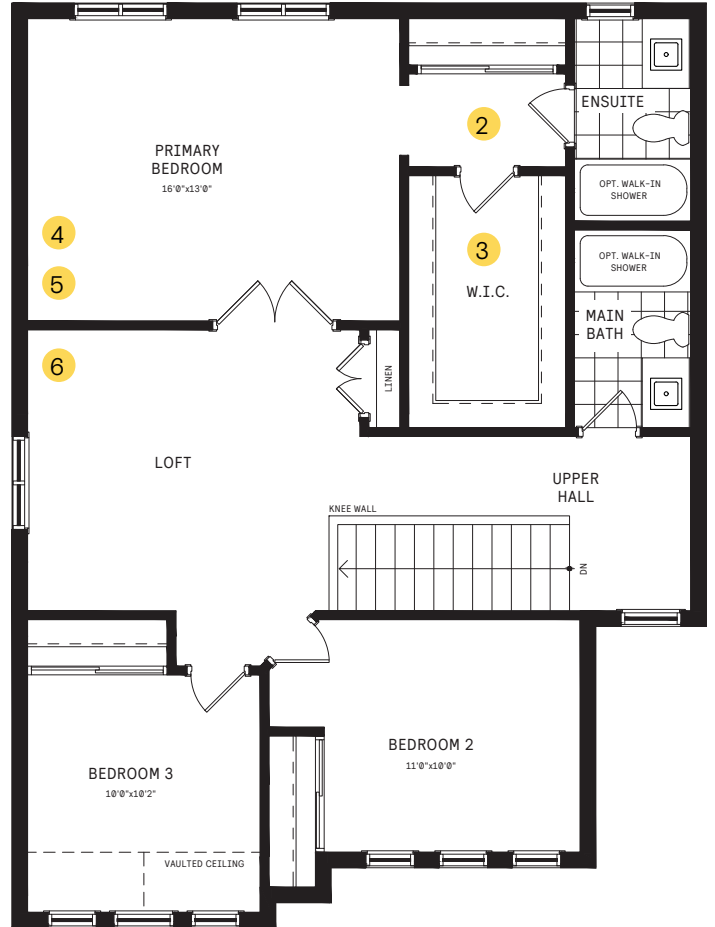 2
ENSUITE
PRIMARY
BEDROOM
16'0"x13'0"
OPT. WALK-IN
SHOWER
4
3
5
OPT. WALK-IN
SHOWER
W.I.C.
MAIN
BATH
6
LINEN
LOFT
UPPER
HALL
KNEE WALL
DN
BEDROOM 2
11'0"x10'0"
BEDROOM 3
10'0"x10'2"
VAULTED CEILING